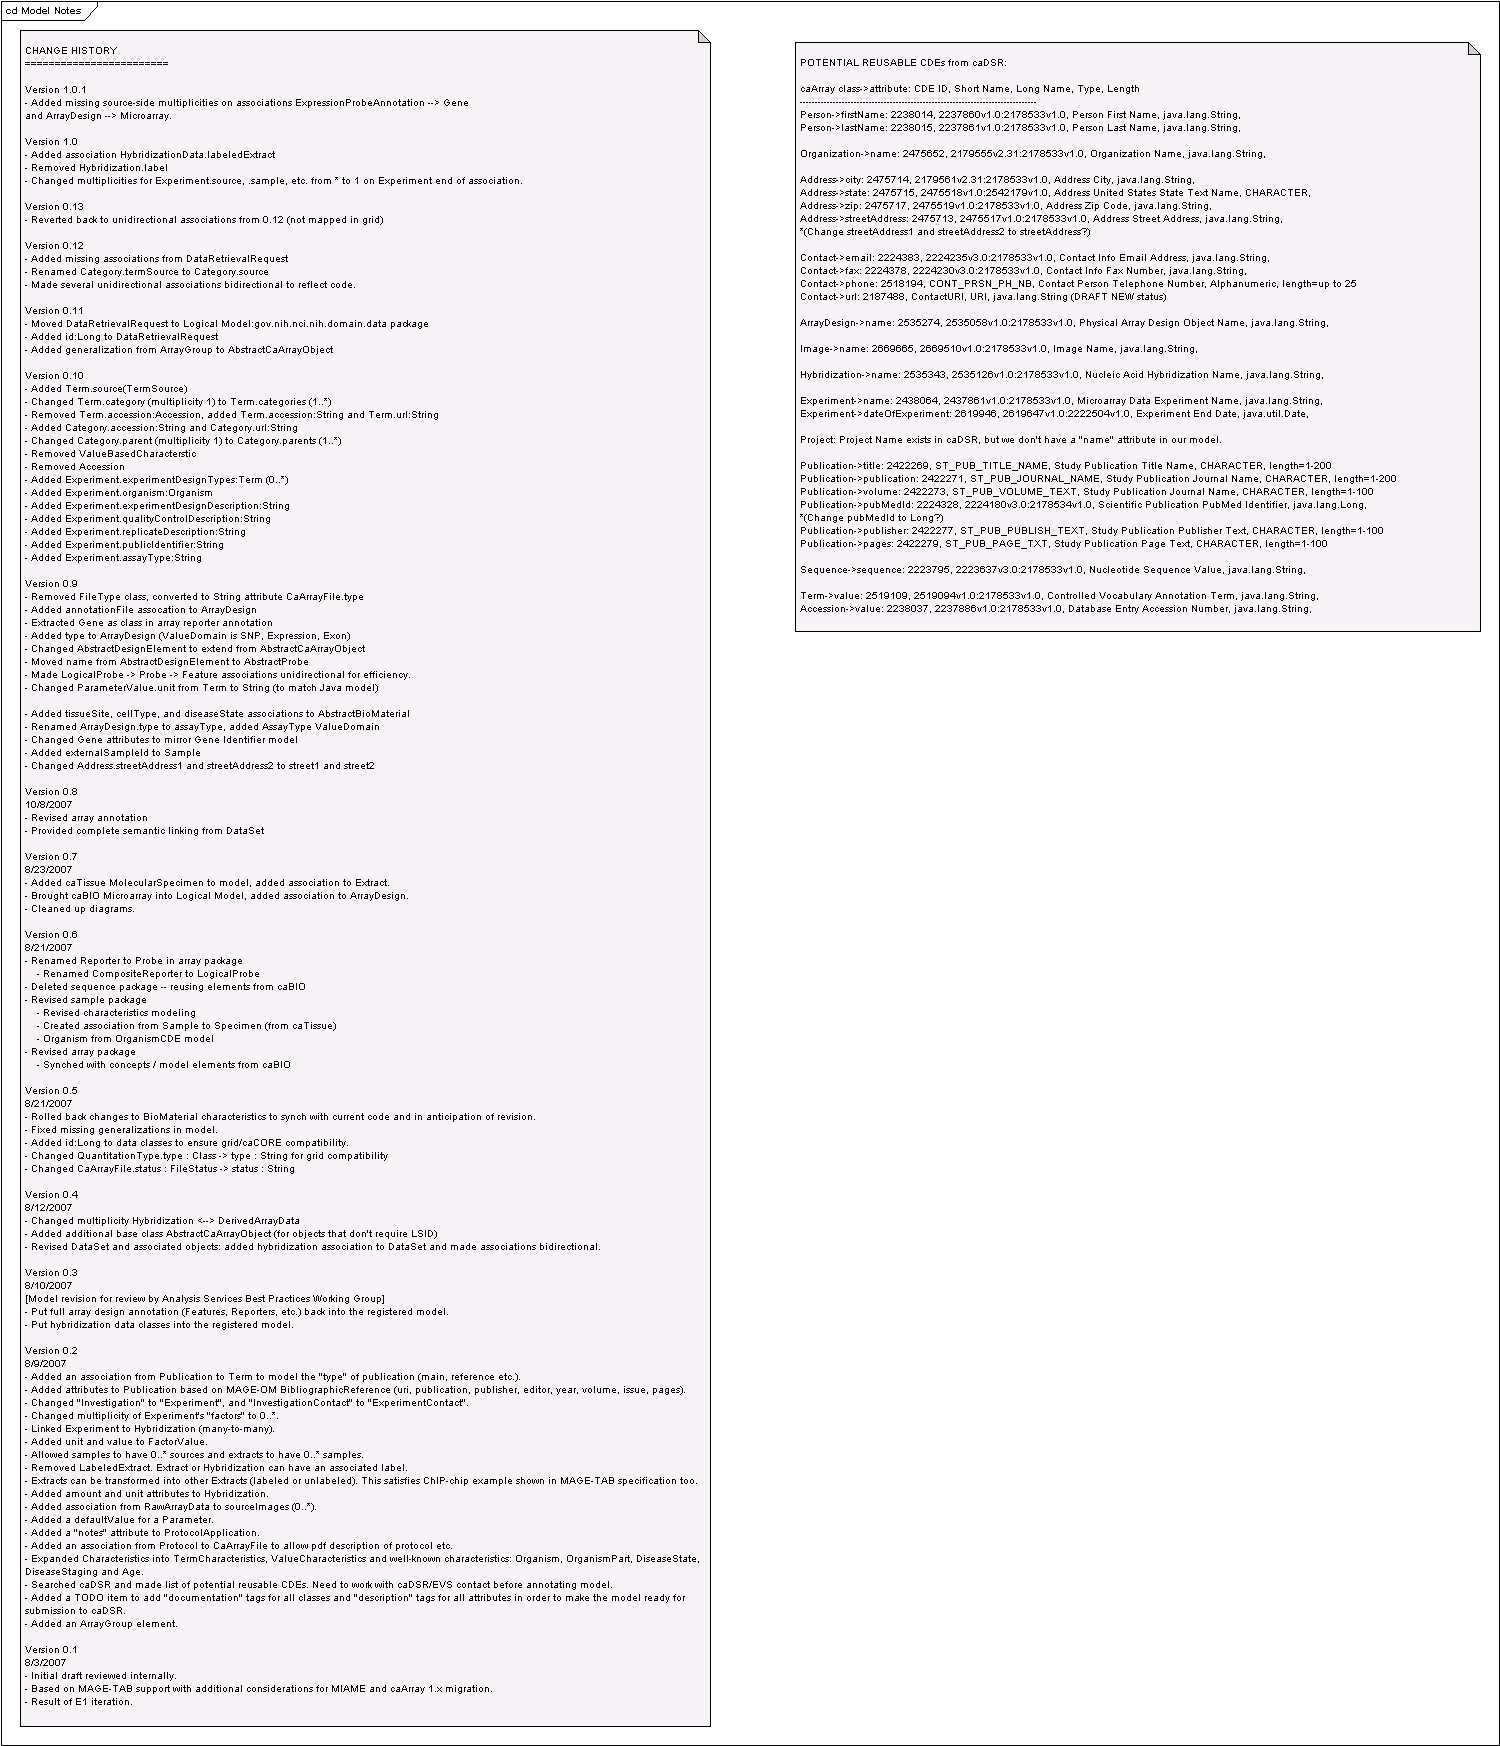 cd Model Notes
CHANGE HISTORY
========================
Version 1.0.1
- Added missing source-side multiplicities on associations ExpressionProbeAnnotation --> Gene
and ArrayDesign --> Microarray.
Version 1.0
- Added association HybridizationData.labeledExtract
- Removed Hybridization.label
- Changed multiplicities for Experiment.source, .sample, etc. from * to 1 on Experiment end of association.
Version 0.13
- Reverted back to unidirectional associations from 0.12 (not mapped in grid)
Version 0.12
- Added missing associations from DataRetrievalRequest
- Renamed Category.termSource to Category.source
- Made several unidirectional associations bidirectional to reflect code.
Version 0.11
- Moved DataRetrievalRequest to Logical Model:gov.nih.nci.nih.domain.data package
- Added id:Long to DataRetrievalRequest
- Added generalization from ArrayGroup to AbstractCaArrayObject
Version 0.10
- Added Term.source(TermSource)
- Changed Term.category (multiplicity 1) to Term.categories (1..*)
- Removed Term.accession:Accession, added Term.accession:String and Term.url:String
- Added Category.accession:String and Category.url:String
- Changed Category.parent (multiplicity 1) to Category.parents (1..*)
- Removed ValueBasedCharacterstic
- Removed Accession
- Added Experiment.experimentDesignTypes:Term (0..*)
- Added Experiment.organism:Organism
- Added Experiment.experimentDesignDescription:String
- Added Experiment.qualityControlDescription:String
- Added Experiment.replicateDescription:String
- Added Experiment.publicIdentifier:String
- Added Experiment.assayType:String
Version 0.9
- Removed FileType class, converted to String attribute CaArrayFile.type
- Added annotationFile assocation to ArrayDesign
- Extracted Gene as class in array reporter annotation
- Added type to ArrayDesign (ValueDomain is SNP, Expression, Exon)
- Changed AbstractDesignElement to extend from AbstractCaArrayObject
- Moved name from AbstractDesignElement to AbstractProbe
- Made LogicalProbe -> Probe -> Feature associations unidirectional for efficiency.
- Changed ParameterValue.unit from Term to String (to match Java model)
- Added tissueSite, cellType, and diseaseState associations to AbstractBioMaterial
- Renamed ArrayDesign.type to assayType, added AssayType ValueDomain
- Changed Gene attributes to mirror Gene Identifier model
- Added externalSampleId to Sample
- Changed Address.streetAddress1 and streetAddress2 to street1 and street2
Version 0.8
10/8/2007
- Revised array annotation
- Provided complete semantic linking from DataSet
Version 0.7
8/23/2007
- Added caTissue MolecularSpecimen to model, added association to Extract.
- Brought caBIO Microarray into Logical Model, added association to ArrayDesign.
- Cleaned up diagrams.
Version 0.6
8/21/2007
- Renamed Reporter to Probe in array package
- Renamed CompositeReporter to LogicalProbe
- Deleted sequence package -- reusing elements from caBIO
- Revised sample package
- Revised characteristics modeling
- Created association from Sample to Specimen (from caTissue)
- Organism from OrganismCDE model
- Revised array package
- Synched with concepts / model elements from caBIO
Version 0.5
8/21/2007
- Rolled back changes to BioMaterial characteristics to synch with current code and in anticipation of revision.
- Fixed missing generalizations in model.
- Added id:Long to data classes to ensure grid/caCORE compatibility.
- Changed QuantitationType.type : Class -> type : String for grid compatibility
- Changed CaArrayFile.status : FileStatus -> status : String
Version 0.4
8/12/2007
- Changed multiplicity Hybridization <--> DerivedArrayData
- Added additional base class AbstractCaArrayObject (for objects that don't require LSID)
- Revised DataSet and associated objects: added hybridization association to DataSet and made associations bidirectional.
Version 0.3
8/10/2007
[Model revision for review by Analysis Services Best Practices Working Group]
- Put full array design annotation (Features, Reporters, etc.) back into the registered model.
- Put hybridization data classes into the registered model.
Version 0.2
8/9/2007
- Added an association from Publication to Term to model the "type" of publication (main, reference etc.).
- Added attributes to Publication based on MAGE-OM BibliographicReference (uri, publication, publisher, editor, year, volume, issue, pages).
- Changed "Investigation" to "Experiment", and "InvestigationContact" to "ExperimentContact".
- Changed multiplicity of Experiment's "factors" to 0..*.
- Linked Experiment to Hybridization (many-to-many).
- Added unit and value to FactorValue.
- Allowed samples to have 0..* sources and extracts to have 0..* samples.
- Removed LabeledExtract. Extract or Hybridization can have an associated label.
- Extracts can be transformed into other Extracts (labeled or unlabeled). This satisfies ChIP-chip example shown in MAGE-TAB specification too.
- Added amount and unit attributes to Hybridization.
- Added association from RawArrayData to sourceImages (0..*).
- Added a defaultValue for a Parameter.
- Added a "notes" attribute to ProtocolApplication.
- Added an association from Protocol to CaArrayFile to allow pdf description of protocol etc.
- Expanded Characteristics into TermCharacteristics, ValueCharacteristics and well-known characteristics: Organism, OrganismPart, DiseaseState,
DiseaseStaging and Age.
- Searched caDSR and made list of potential reusable CDEs. Need to work with caDSR/EVS contact before annotating model.
- Added a TODO item to add "documentation" tags for all classes and "description" tags for all attributes in order to make the model ready for
submission to caDSR.
- Added an ArrayGroup element.
Version 0.1
8/3/2007
- Initial draft reviewed internally.
- Based on MAGE-TAB support with additional considerations for MIAME and caArray 1.x migration.
- Result of E1 iteration.
POTENTIAL REUSABLE CDEs from caDSR:
caArray class->attribute: CDE ID, Short Name, Long Name, Type, Length
-------------------------------------------------------------------------------
Person->firstName: 2238014, 2237860v1.0:2178533v1.0, Person First Name, java.lang.String,
Person->lastName: 2238015, 2237861v1.0:2178533v1.0, Person Last Name, java.lang.String,
Organization->name: 2475652, 2179555v2.31:2178533v1.0, Organization Name, java.lang.String,
Address->city: 2475714, 2179561v2.31:2178533v1.0, Address City, java.lang.String,
Address->state: 2475715, 2475518v1.0:2542179v1.0, Address United States State Text Name, CHARACTER,
Address->zip: 2475717, 2475519v1.0:2178533v1.0, Address Zip Code, java.lang.String,
Address->streetAddress: 2475713, 2475517v1.0:2178533v1.0, Address Street Address, java.lang.String,
*(Change streetAddress1 and streetAddress2 to streetAddress?)
Contact->email: 2224383, 2224235v3.0:2178533v1.0, Contact Info Email Address, java.lang.String,
Contact->fax: 2224378, 2224230v3.0:2178533v1.0, Contact Info Fax Number, java.lang.String,
Contact->phone: 2518194, CONT_PRSN_PH_NB, Contact Person Telephone Number, Alphanumeric, length=up to 25
Contact->url: 2187488, ContactURI, URI, java.lang.String (DRAFT NEW status)
ArrayDesign->name: 2535274, 2535058v1.0:2178533v1.0, Physical Array Design Object Name, java.lang.String,
Image->name: 2669665, 2669510v1.0:2178533v1.0, Image Name, java.lang.String,
Hybridization->name: 2535343, 2535126v1.0:2178533v1.0, Nucleic Acid Hybridization Name, java.lang.String,
Experiment->name: 2438064, 2437861v1.0:2178533v1.0, Microarray Data Experiment Name, java.lang.String,
Experiment->dateOfExperiment: 2619946, 2619647v1.0:2222504v1.0, Experiment End Date, java.util.Date,
Project: Project Name exists in caDSR, but we don't have a "name" attribute in our model.
Publication->title: 2422269, ST_PUB_TITLE_NAME, Study Publication Title Name, CHARACTER, length=1-200
Publication->publication: 2422271, ST_PUB_JOURNAL_NAME, Study Publication Journal Name, CHARACTER, length=1-200
Publication->volume: 2422273, ST_PUB_VOLUME_TEXT, Study Publication Journal Name, CHARACTER, length=1-100
Publication->pubMedId: 2224328, 2224180v3.0:2178534v1.0, Scientific Publication PubMed Identifier, java.lang.Long,
*(Change pubMedId to Long?)
Publication->publisher: 2422277, ST_PUB_PUBLISH_TEXT, Study Publication Publisher Text, CHARACTER, length=1-100
Publication->pages: 2422279, ST_PUB_PAGE_TXT, Study Publication Page Text, CHARACTER, length=1-100
Sequence->sequence: 2223795, 2223637v3.0:2178533v1.0, Nucleotide Sequence Value, java.lang.String,
Term->value: 2519109, 2519094v1.0:2178533v1.0, Controlled Vocabulary Annotation Term, java.lang.String,
Accession->value: 2238037, 2237886v1.0:2178533v1.0, Database Entry Accession Number, java.lang.String,